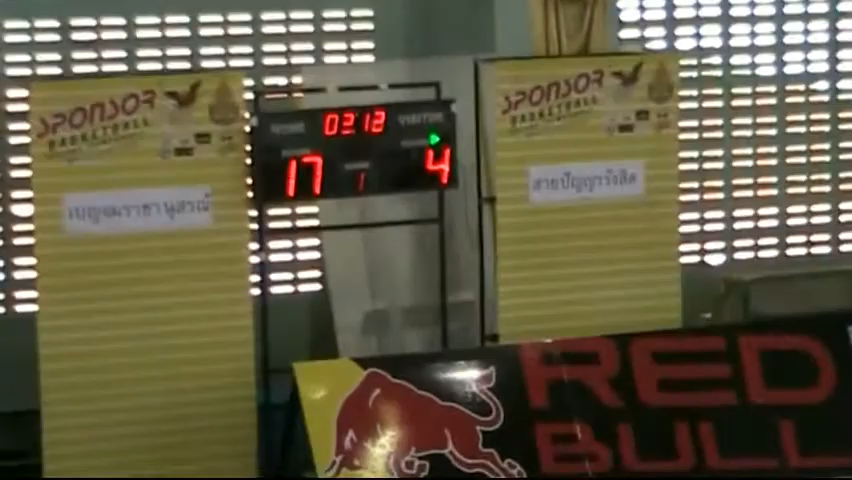 SPONSOR
BASKETBALL
เบญจมราชานุสรณ์
HOME
03:12
VISITOR
17
1
4
SPONSOR
BASKETBALL
สายปัญญารังสิต
RED
BULL